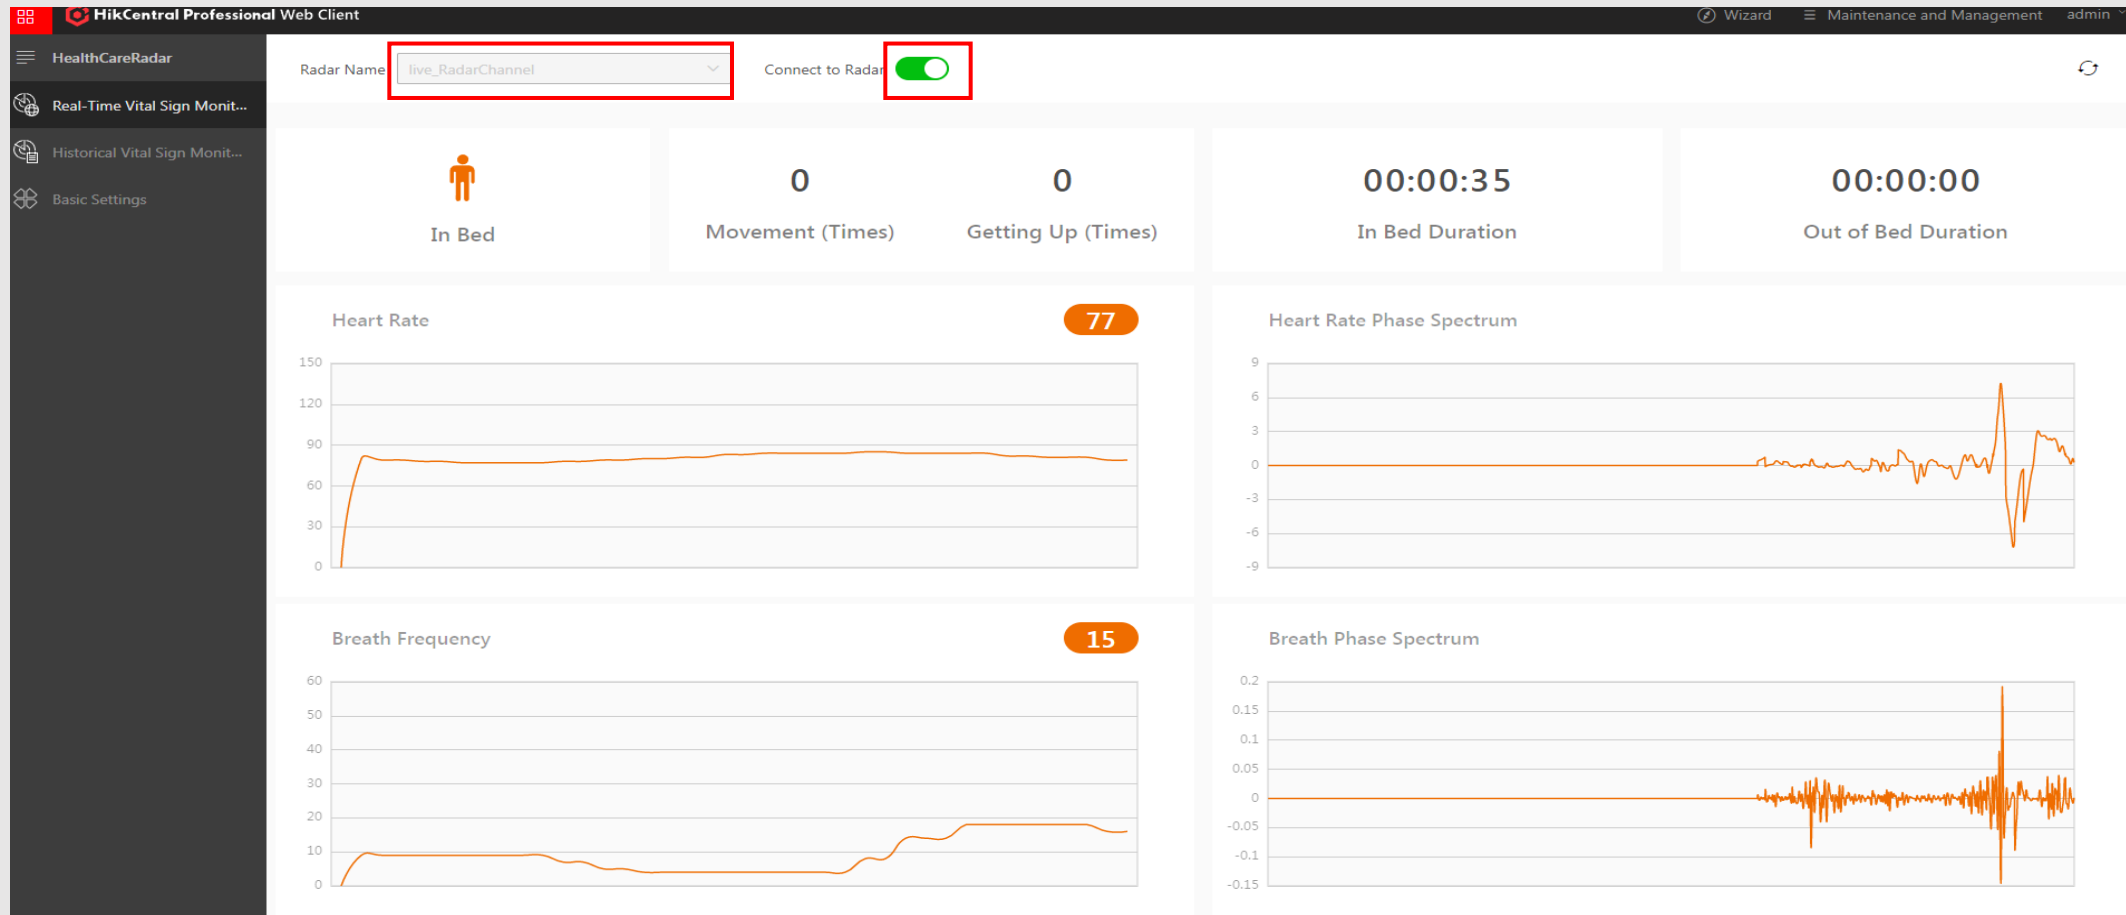 HikCentral Professional Web Client
Wizard
Maintenance and Management
admin
HealthCareRadar
Real-Time Vital Sign Monit...
Historical Vital Sign Monit...
Basic Settings
Radar Name
live_RadarChannel
Connect to Radar
In Bed
0
Movement (Times)
0
Getting Up (Times)
00:00:35
In Bed Duration
00:00:00
Out of Bed Duration
Heart Rate
77
150
120
90
60
30
0
Heart Rate Phase Spectrum
9
6
3
0
-3
-6
-9
Breath Frequency
15
60
50
40
30
20
10
0
Breath Phase Spectrum
0.2
0.15
0.1
0.05
0
-0.05
-0.1
-0.15